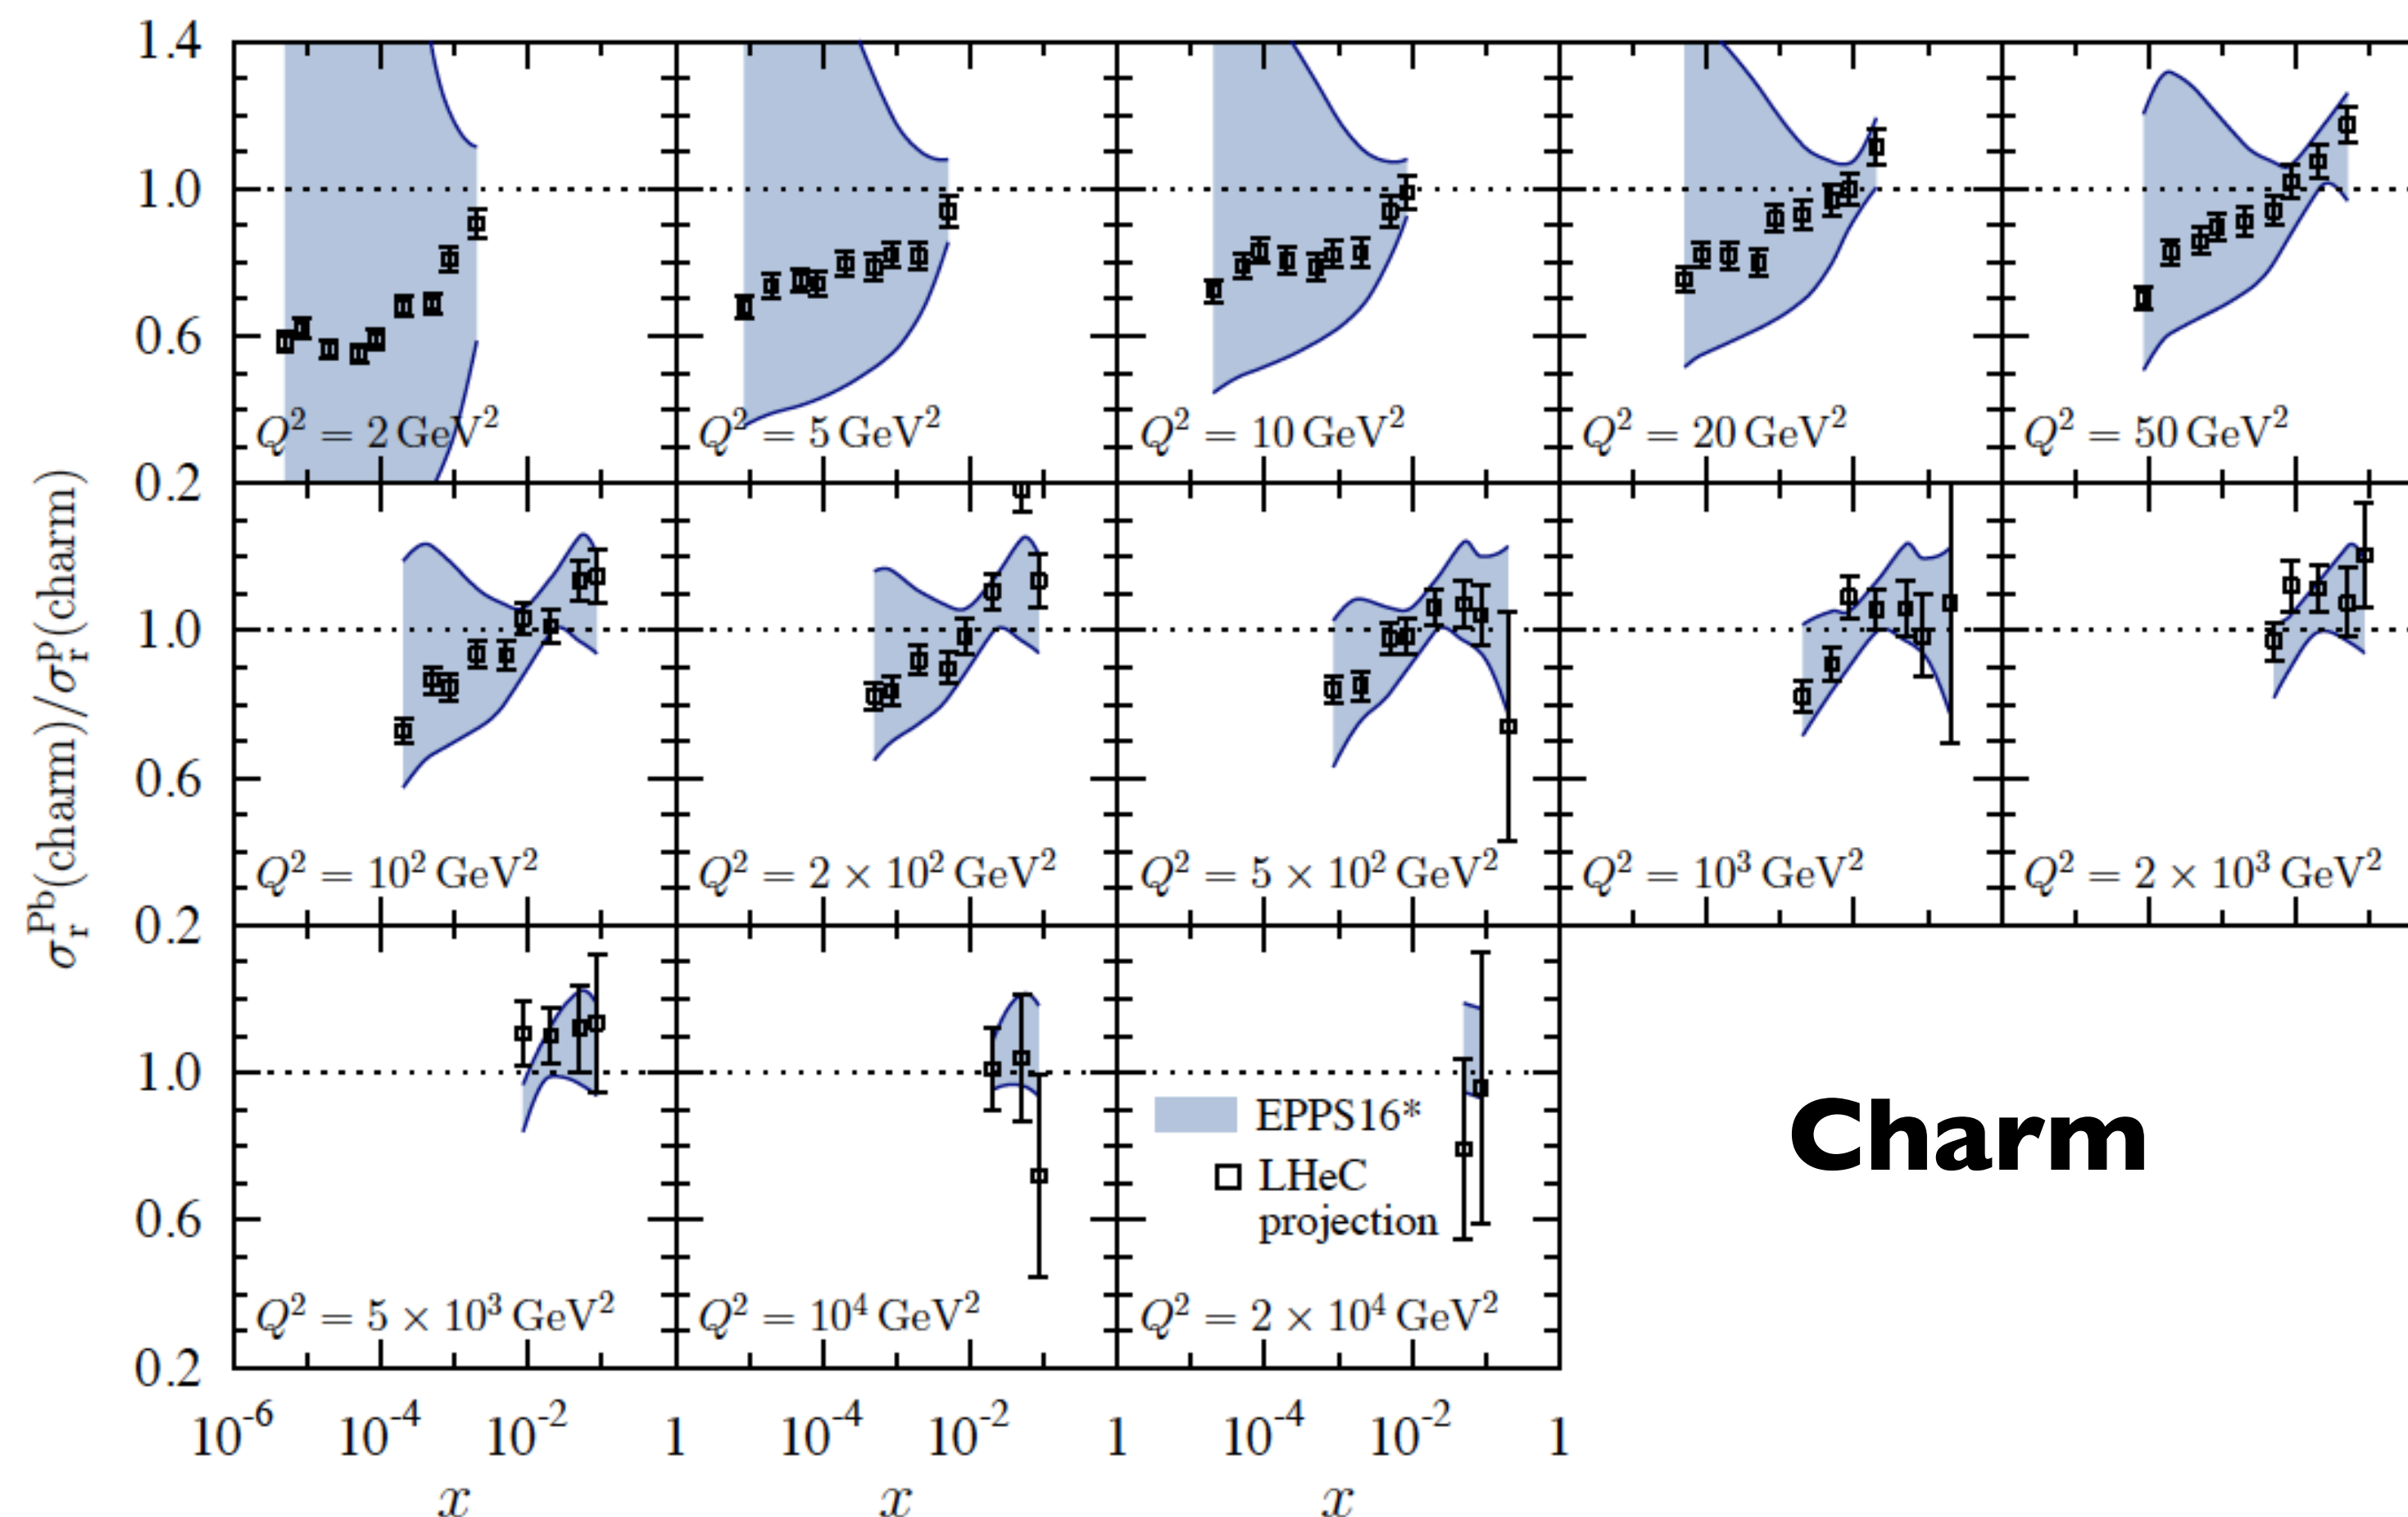 σ_r^Pb(charm)/σ_r^p(charm)
1.4
1.0
0.6
0.2
Q² = 2 GeV²
Q² = 5 GeV²
Q² = 10 GeV²
Q² = 20 GeV²
Q² = 50 GeV²
1.0
0.6
0.2
Q² = 10² GeV²
Q² = 2 × 10² GeV²
Q² = 5 × 10² GeV²
Q² = 10³ GeV²
Q² = 2 × 10³ GeV²
1.0
0.6
0.2
EPPS16*
LHeC
projection
Charm
Q² = 5 × 10³ GeV²
Q² = 10⁴ GeV²
Q² = 2 × 10⁴ GeV²
10⁻⁶ 10⁻⁴ 10⁻² 1 10⁻⁴ 10⁻² 1 10⁻⁴ 10⁻² 1
x x x